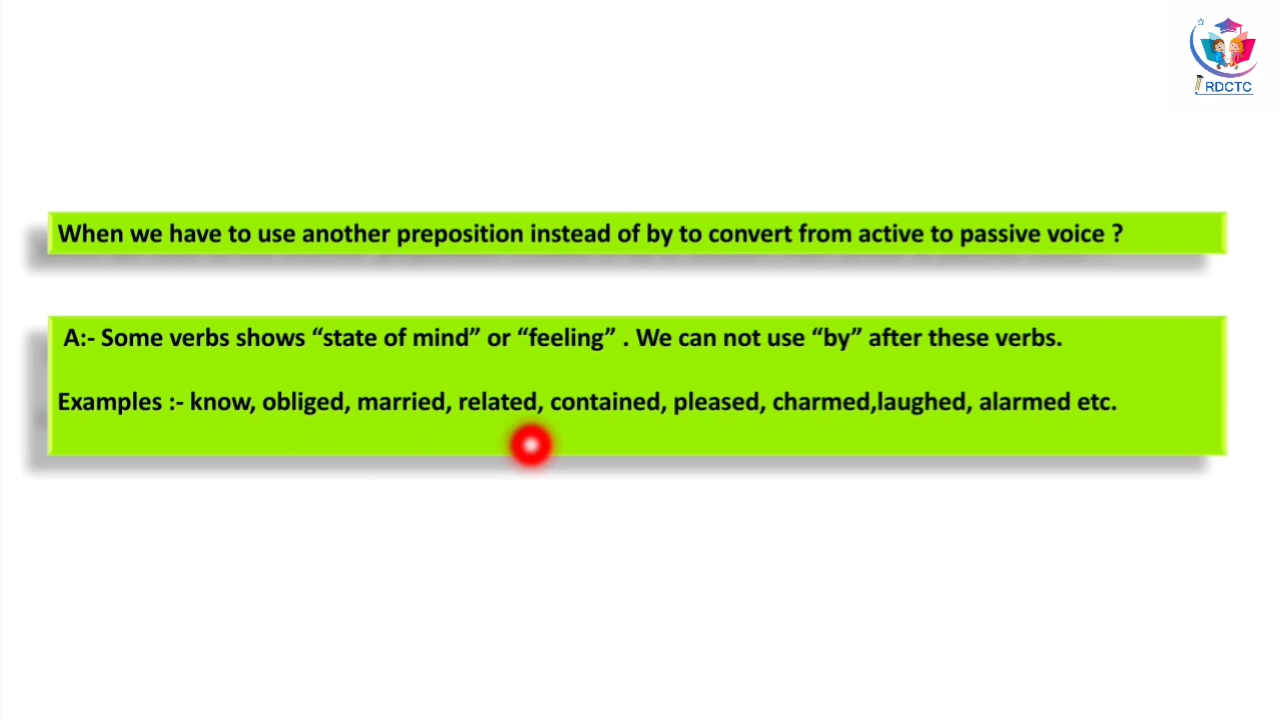 RDCTC
When we have to use another preposition instead of by to convert from active to passive voice ?
A:- Some verbs shows “state of mind” or “feeling” . We can not use “by” after these verbs.
Examples :- know, obliged, married, related, contained, pleased, charmed,laughed, alarmed etc.